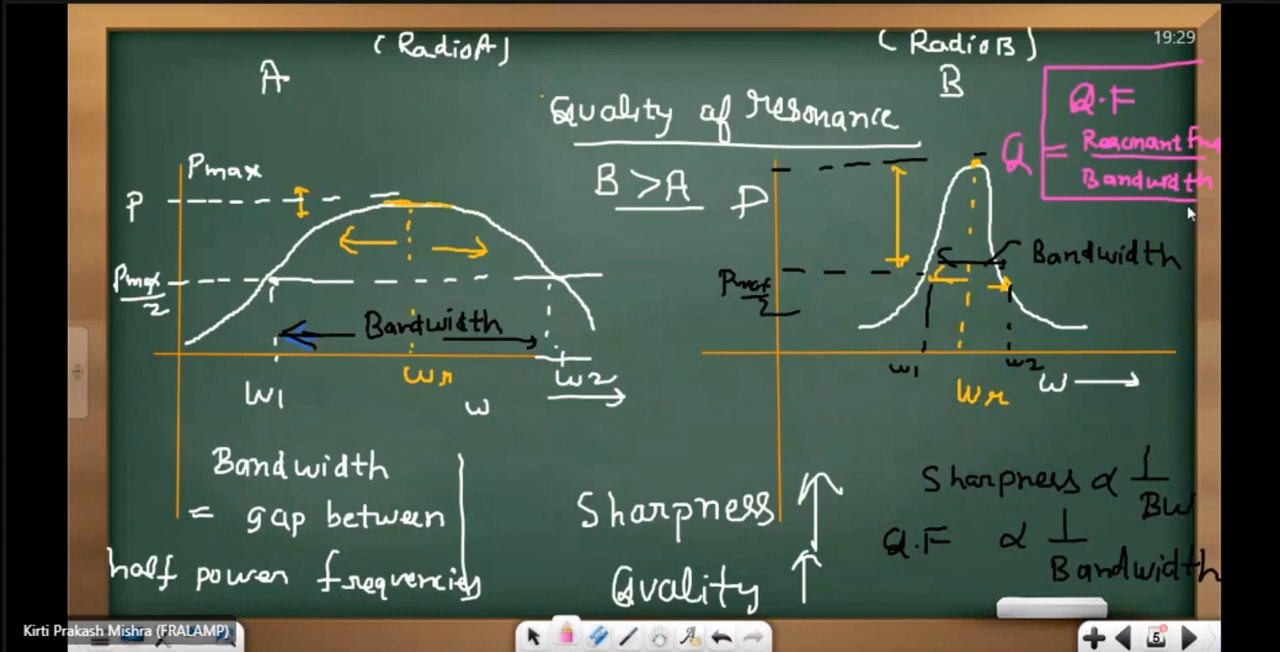 (Radio A)
(Radio B)
19:29
A
B
Quality of resonance
Q.F
Q = Resonant Fre
Bandwidth
Pmax
P
B > A
P
Pmax/2
Bandwidth
Pmax/2
Bandwidth
w1
wr
w
w2
w1
w2
wr
w
Bandwidth
= gap between
half power frequencies
Sharpness ↑
Quality ↑
Sharpness ∝ 1/BW
Q.F ∝ 1/Bandwidth
Kirti Prakash Mishra (FRALAMP)
5